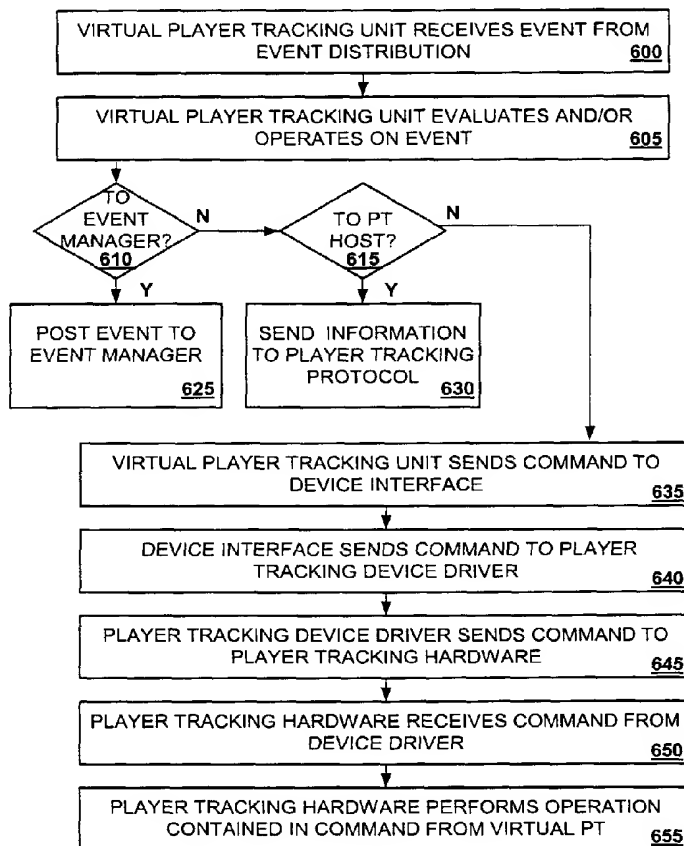 VIRTUAL PLAYER TRACKING UNIT RECEIVES EVENT FROM
EVENT DISTRIBUTION
600
VIRTUAL PLAYER TRACKING UNIT EVALUATES AND/OR
OPERATES ON EVENT
605
TO
EVENT
MANAGER?
610
N
TO PT
HOST?
615
N
Y
Y
POST EVENT TO
EVENT MANAGER
625
SEND INFORMATION
TO PLAYER TRACKING
PROTOCOL
630
VIRTUAL PLAYER TRACKING UNIT SENDS COMMAND TO
DEVICE INTERFACE
635
DEVICE INTERFACE SENDS COMMAND TO PLAYER
TRACKING DEVICE DRIVER
640
PLAYER TRACKING DEVICE DRIVER SENDS COMMAND TO
PLAYER TRACKING HARDWARE
645
PLAYER TRACKING HARDWARE RECEIVES COMMAND FROM
DEVICE DRIVER
650
PLAYER TRACKING HARDWARE PERFORMS OPERATION
CONTAINED IN COMMAND FROM VIRTUAL PT
655